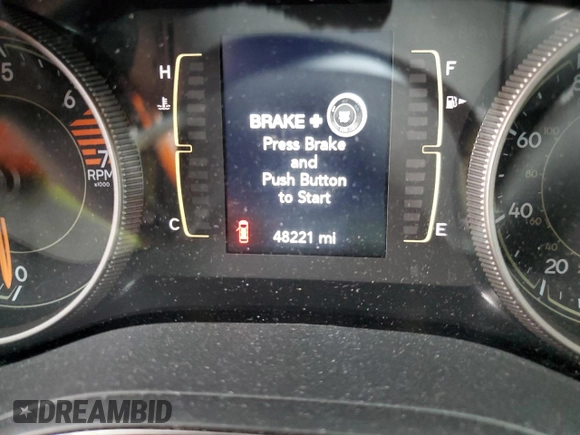 5
6
7
RPM
x1000
0
H
C
BRAKE +
Press Brake
and
Push Button
to Start
48221 mi
F
E
60
40
20
100
DREAMBID